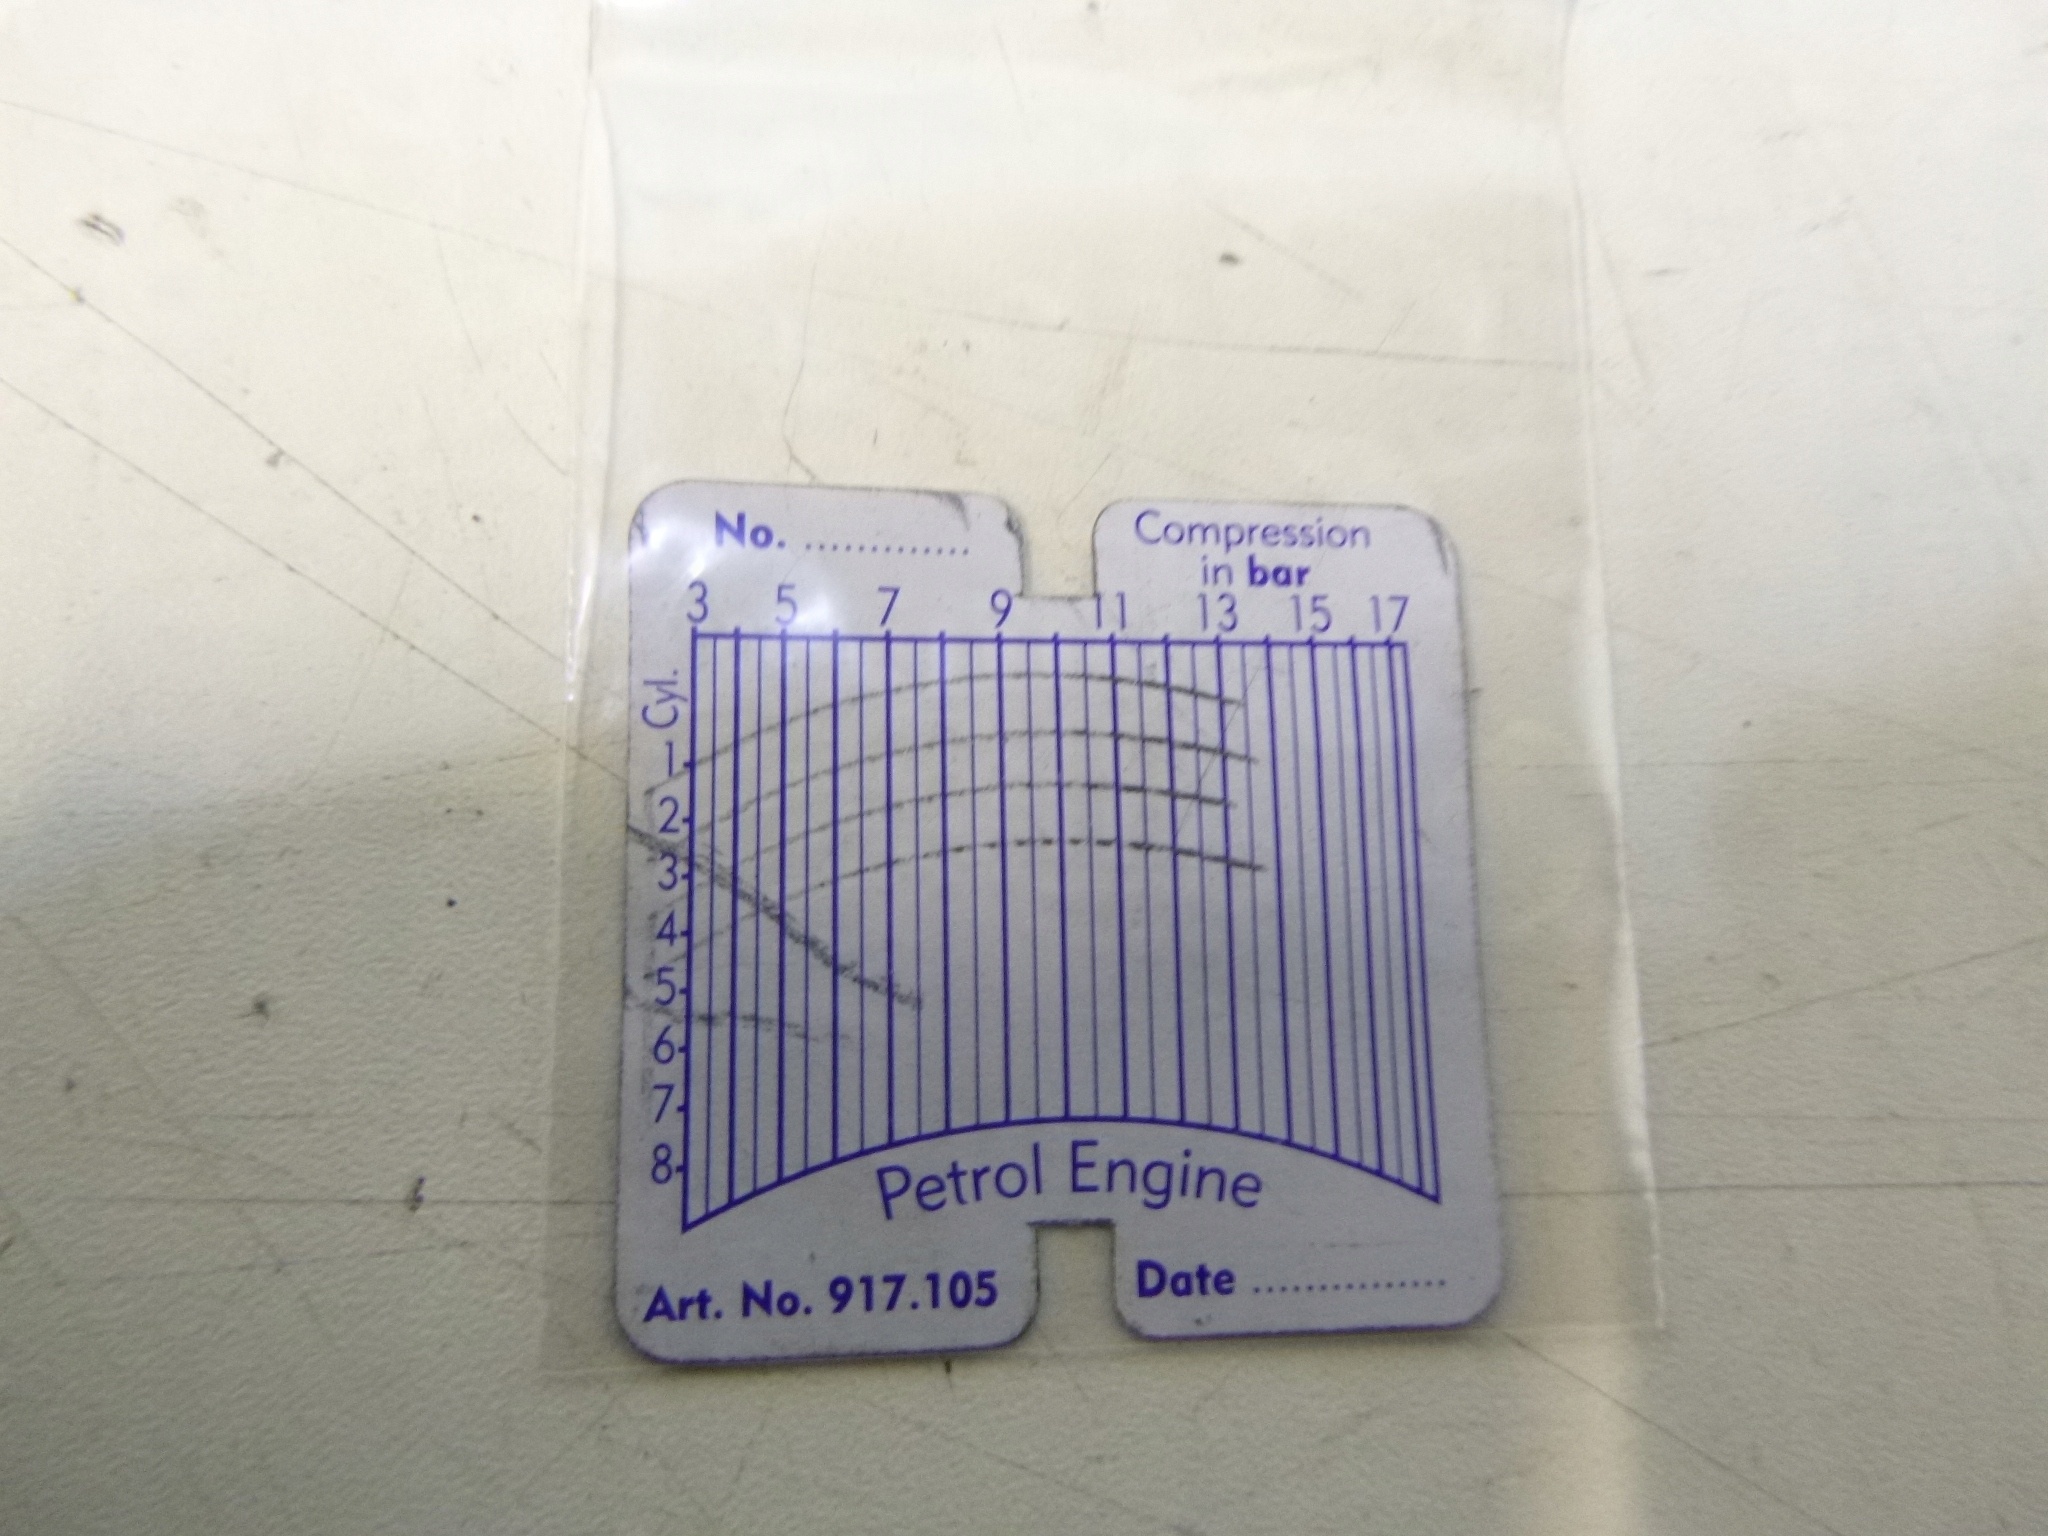 No. .............
Compression
in bar
3 5 7 9 11 13 15 17
Cyl.
1
2
3
4
5
6
7
8
Petrol Engine
Art. No. 917.105
Date ...............